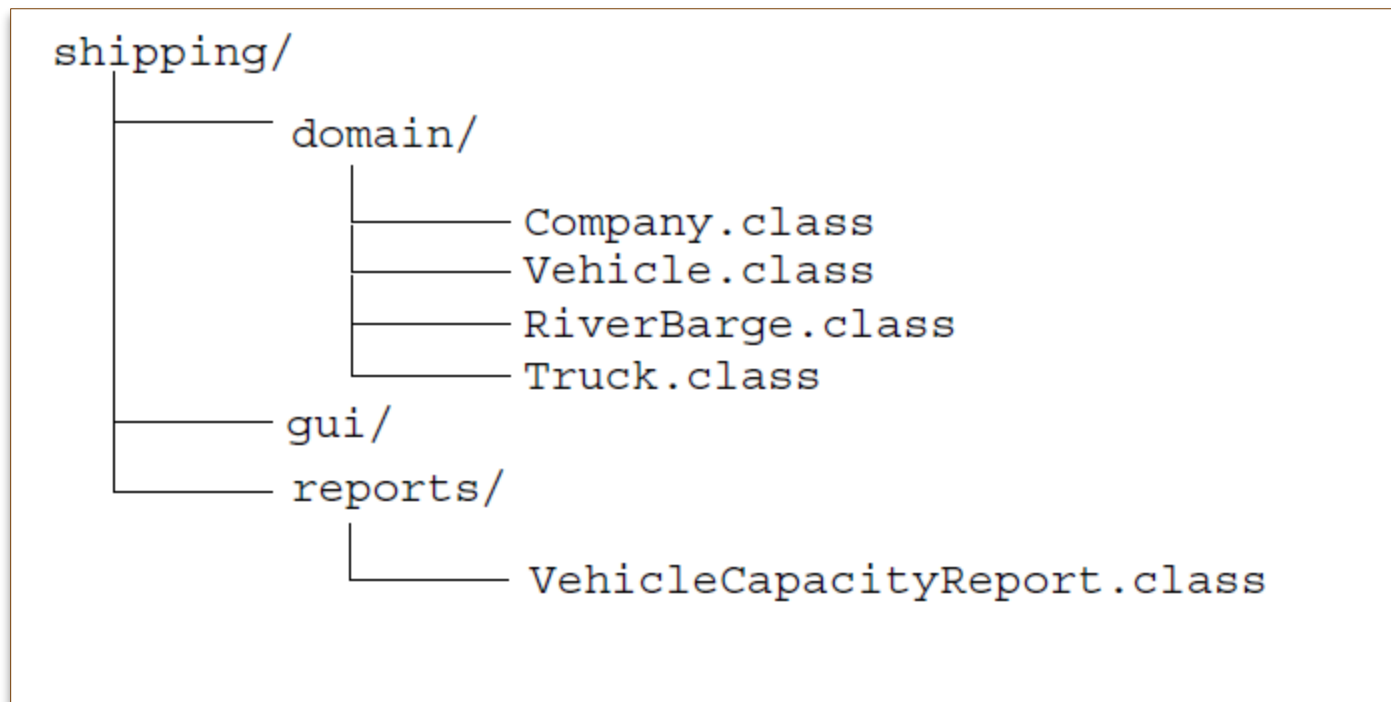 shipping/
domain/
Company.class
Vehicle.class
RiverBarge.class
Truck.class
gui/
reports/
VehicleCapacityReport.class